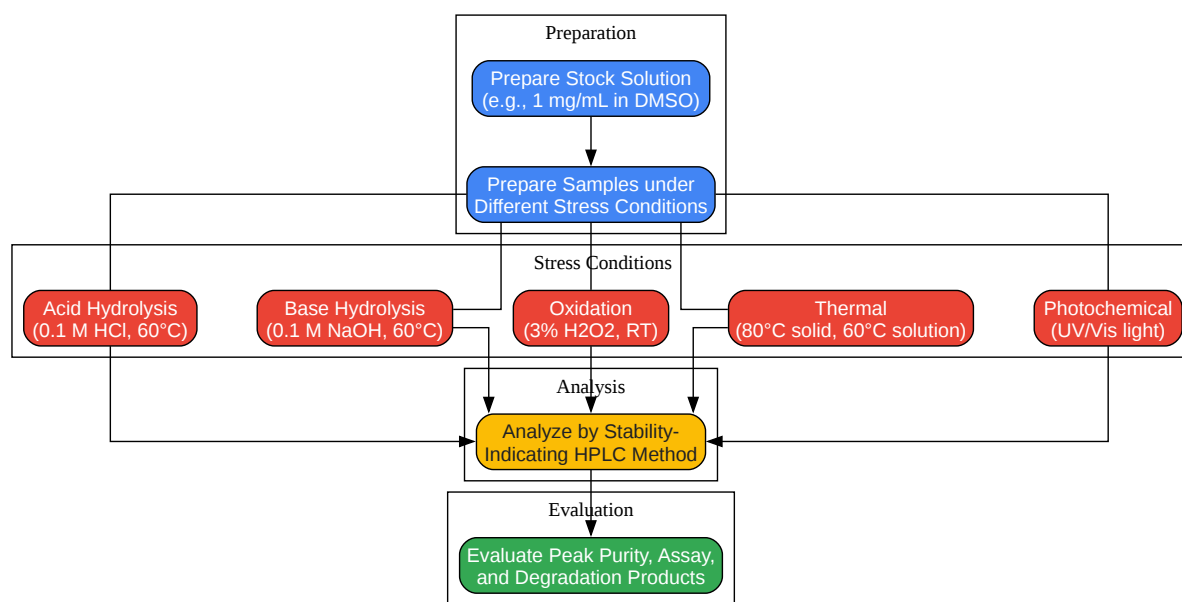 Preparation
Prepare Stock Solution
(e.g., 1 mg/mL in DMSO)
Prepare Samples under
Different Stress Conditions
Stress Conditions
Acid Hydrolysis
(0.1 M HCl, 60°C)
Base Hydrolysis
(0.1 M NaOH, 60°C)
Oxidation
(3% H2O2, RT)
Thermal
(80°C solid, 60°C solution)
Photochemical
(UV/Vis light)
Analysis
Analyze by Stability-
Indicating HPLC Method
Evaluation
Evaluate Peak Purity, Assay,
and Degradation Products